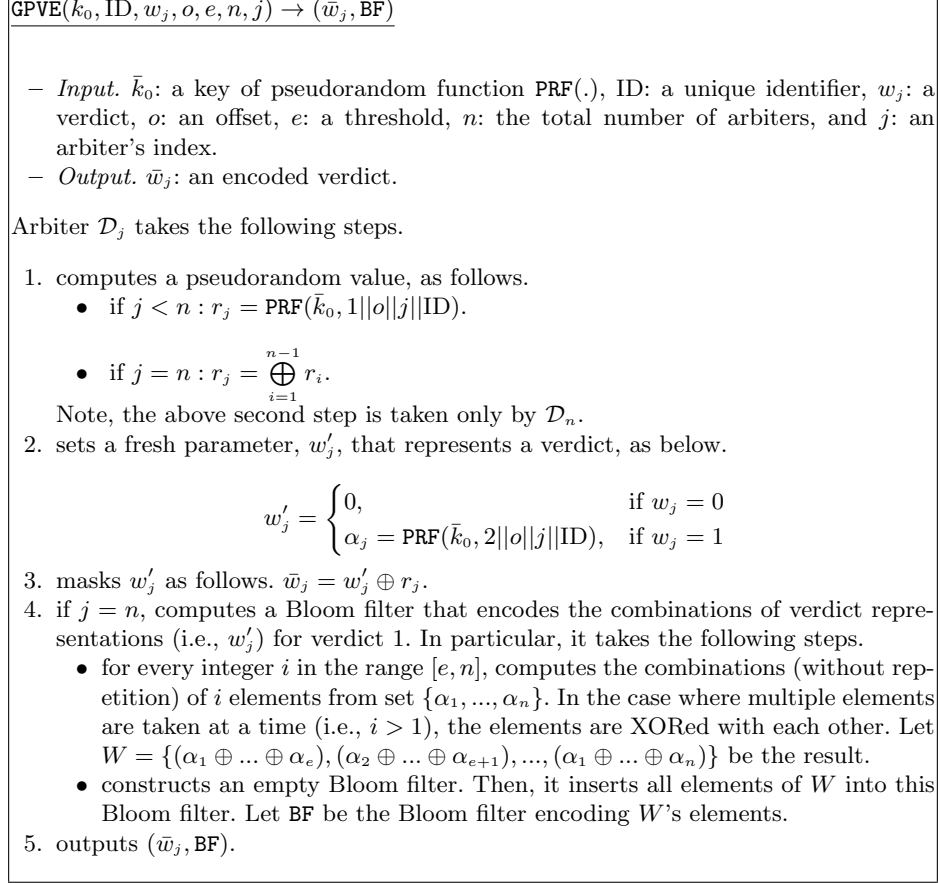 GPVE(k₀, ID, wⱼ, o, e, n, j) → (w̄ⱼ, BF)
– Input. k̄₀: a key of pseudorandom function PRF(.), ID: a unique identifier, wⱼ: a
verdict, o: an offset, e: a threshold, n: the total number of arbiters, and j: an
arbiter's index.
– Output. w̄ⱼ: an encoded verdict.
Arbiter 𝒟ⱼ takes the following steps.
1. computes a pseudorandom value, as follows.
• if j < n : rⱼ = PRF(k̄₀, 1||o||j||ID).
• if j = n : rⱼ = ⨁_{i=1}^{n−1} rᵢ.
Note, the above second step is taken only by 𝒟ₙ.
2. sets a fresh parameter, w′ⱼ, that represents a verdict, as below.
w′ⱼ = { 0, if wⱼ = 0
αⱼ = PRF(k̄₀, 2||o||j||ID), if wⱼ = 1
3. masks w′ⱼ as follows. w̄ⱼ = w′ⱼ ⊕ rⱼ.
4. if j = n, computes a Bloom filter that encodes the combinations of verdict repre-
sentations (i.e., w′ⱼ) for verdict 1. In particular, it takes the following steps.
• for every integer i in the range [e, n], computes the combinations (without rep-
etition) of i elements from set {α₁, ..., αₙ}. In the case where multiple elements
are taken at a time (i.e., i > 1), the elements are XORed with each other. Let
W = {(α₁ ⊕ ... ⊕ αₑ), (α₂ ⊕ ... ⊕ αₑ₊₁), ..., (α₁ ⊕ ... ⊕ αₙ)} be the result.
• constructs an empty Bloom filter. Then, it inserts all elements of W into this
Bloom filter. Let BF be the Bloom filter encoding W's elements.
5. outputs (w̄ⱼ, BF).